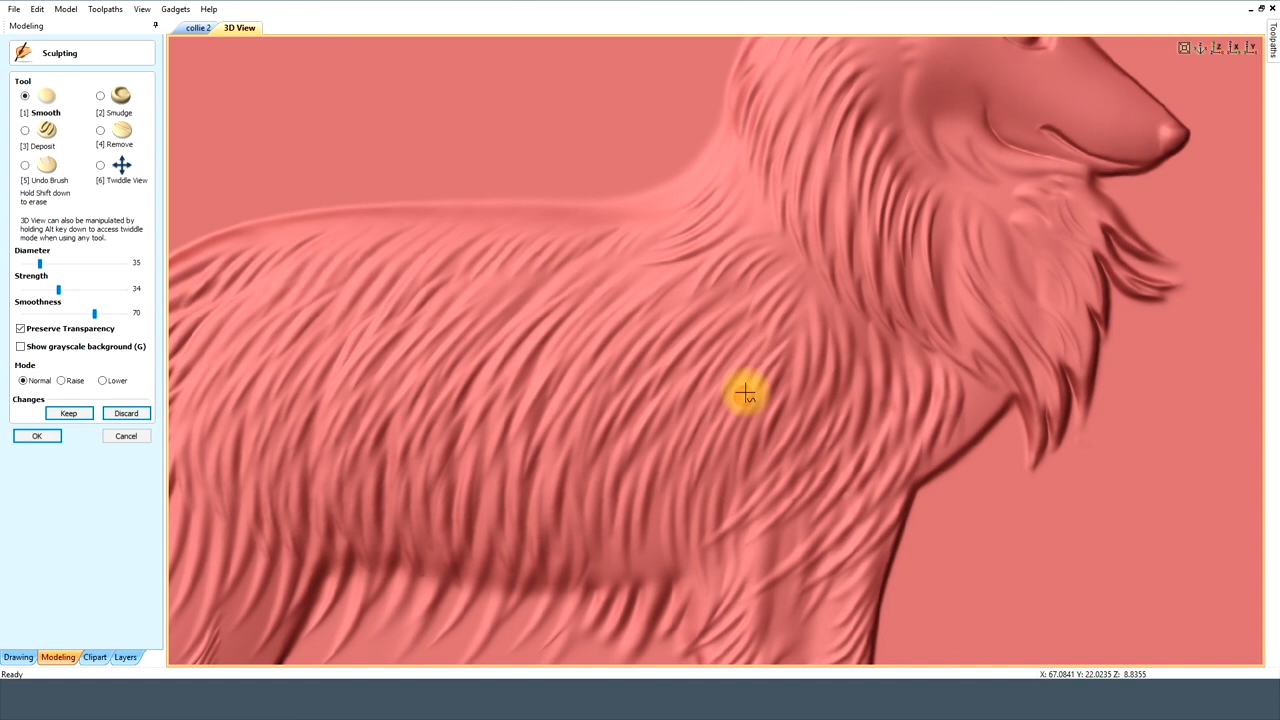 File Edit Model Toolpaths View Gadgets Help
Modeling
collie 2 3D View
Toolpaths
Sculpting
Tool
[1] Smooth [2] Smudge
[3] Deposit [4] Remove
[5] Undo Brush [6] Twiddle View
Hold Shift down
to erase
3D View can also be manipulated by
holding Alt key down to access twiddle
mode when using any tool.
Diameter
35
Strength
34
Smoothness
70
Preserve Transparency
Show grayscale background (G)
Mode
Normal Raise Lower
Changes
Keep Discard
OK Cancel
Drawing Modeling Clipart Layers
Ready X: 67.0841 Y: 22.0235 Z: 8.8355